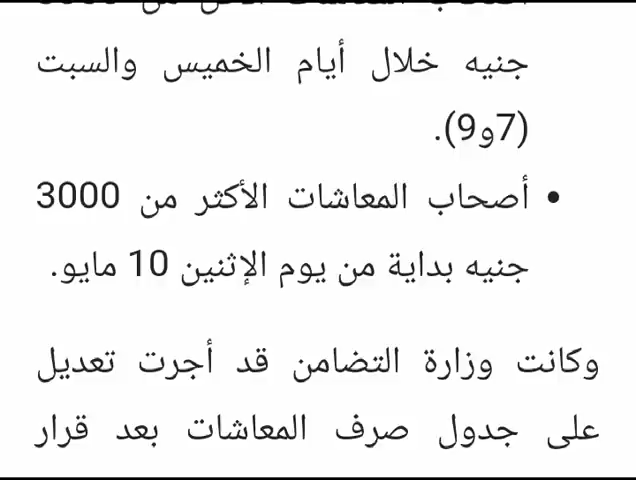 جنيه خلال أيام الخميس والسبت
(7و9).
• أصحاب المعاشات الأكثر من 3000
جنيه بداية من يوم الإثنين 10 مايو.
وكانت وزارة التضامن قد أجرت تعديل
على جدول صرف المعاشات بعد قرار